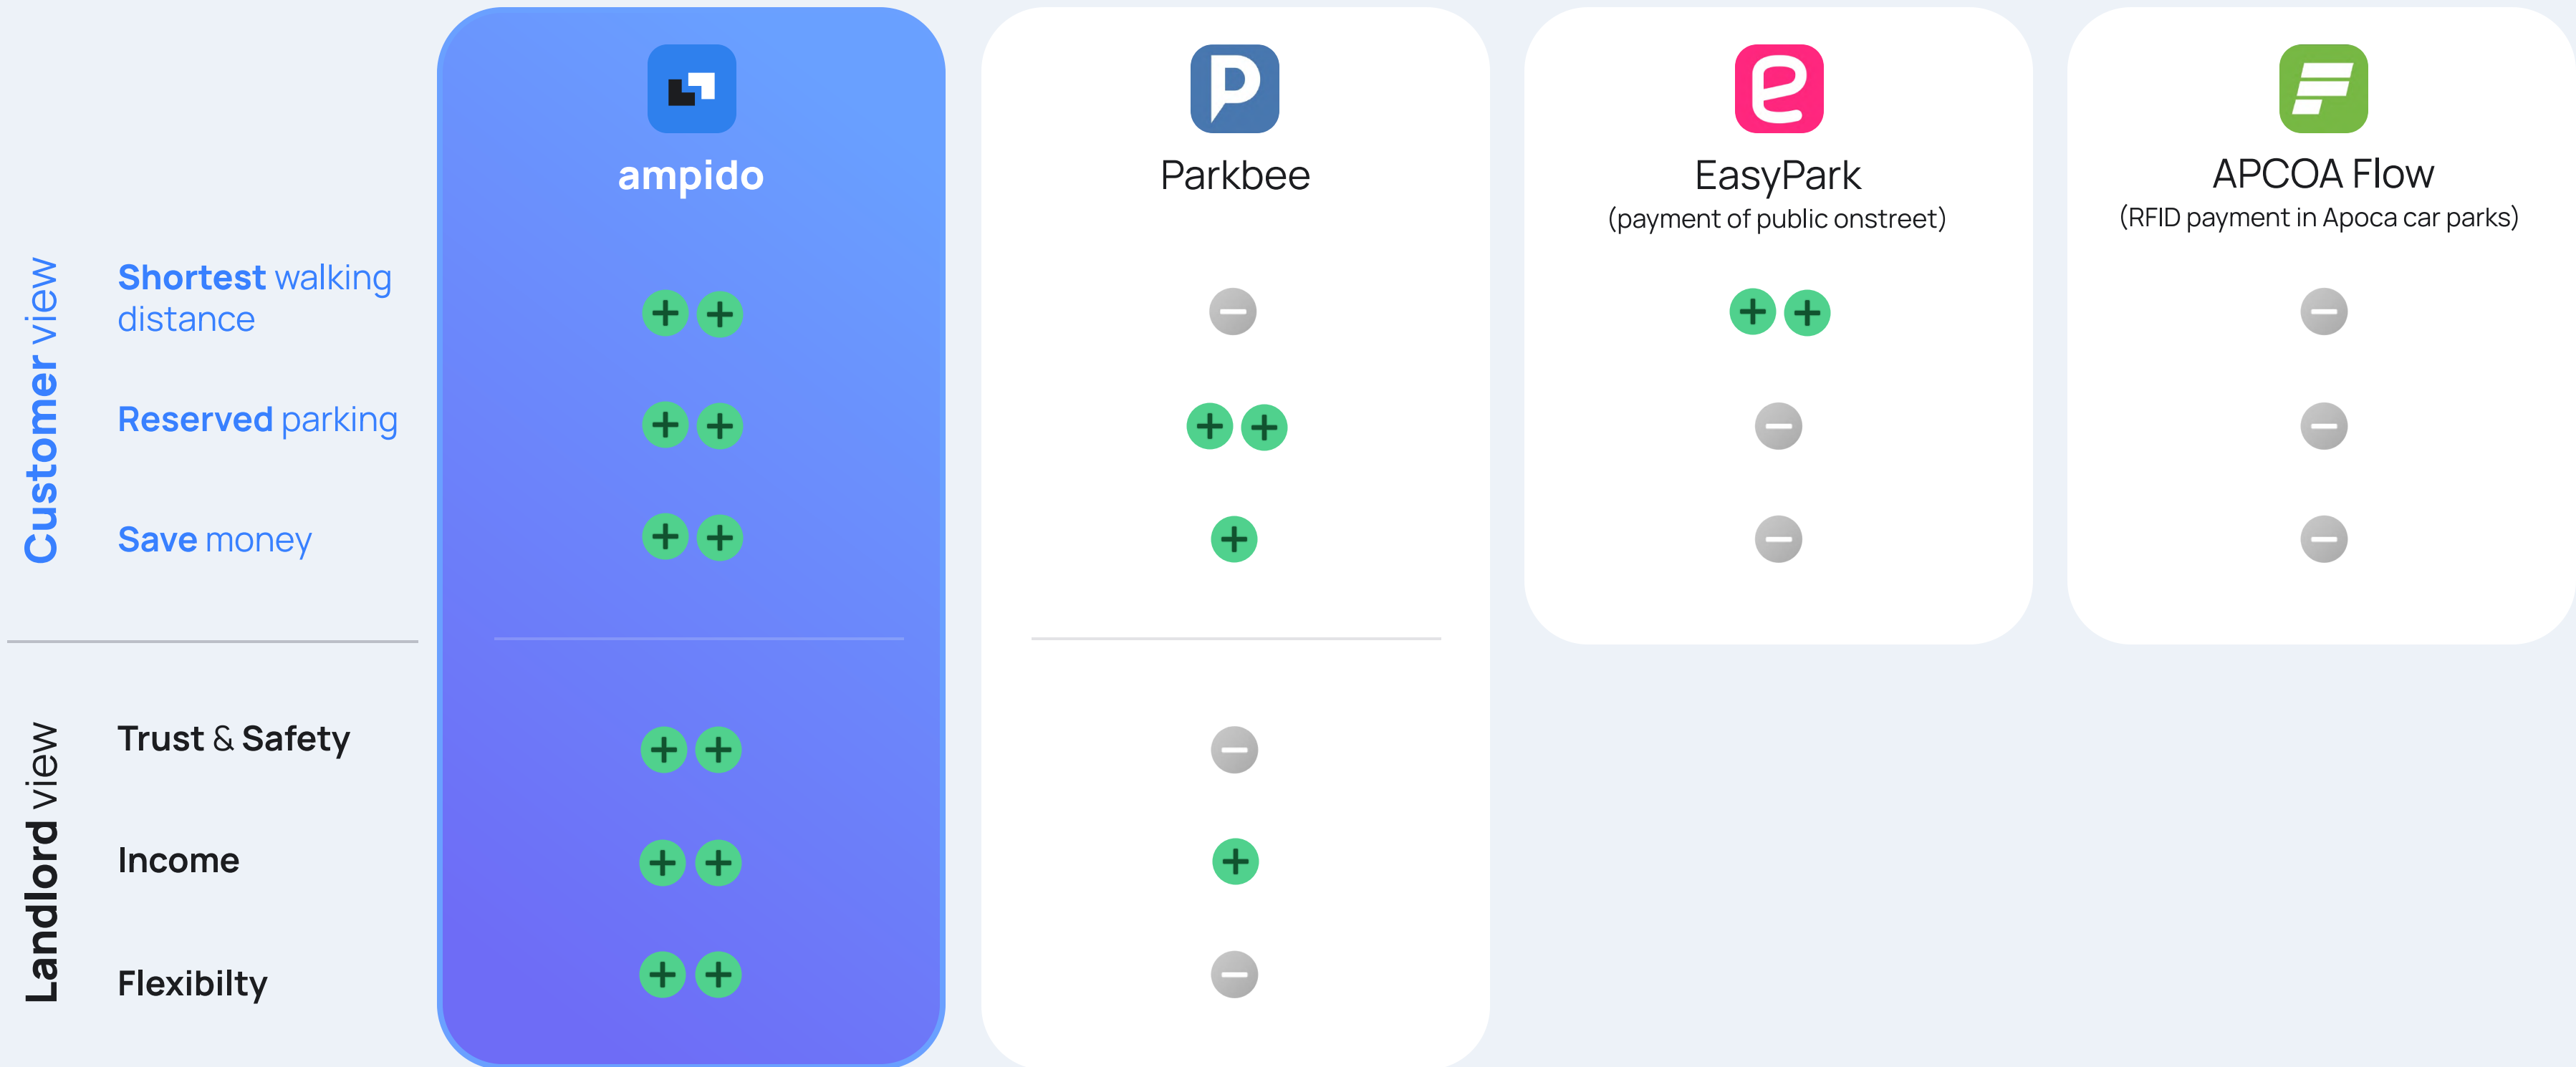 ampido
Parkbee
EasyPark
(payment of public onstreet)
APCOA Flow
(RFID payment in Apoca car parks)
Customer view
Shortest walking
distance
Reserved parking
Save money
Landlord view
Trust & Safety
Income
Flexibilty